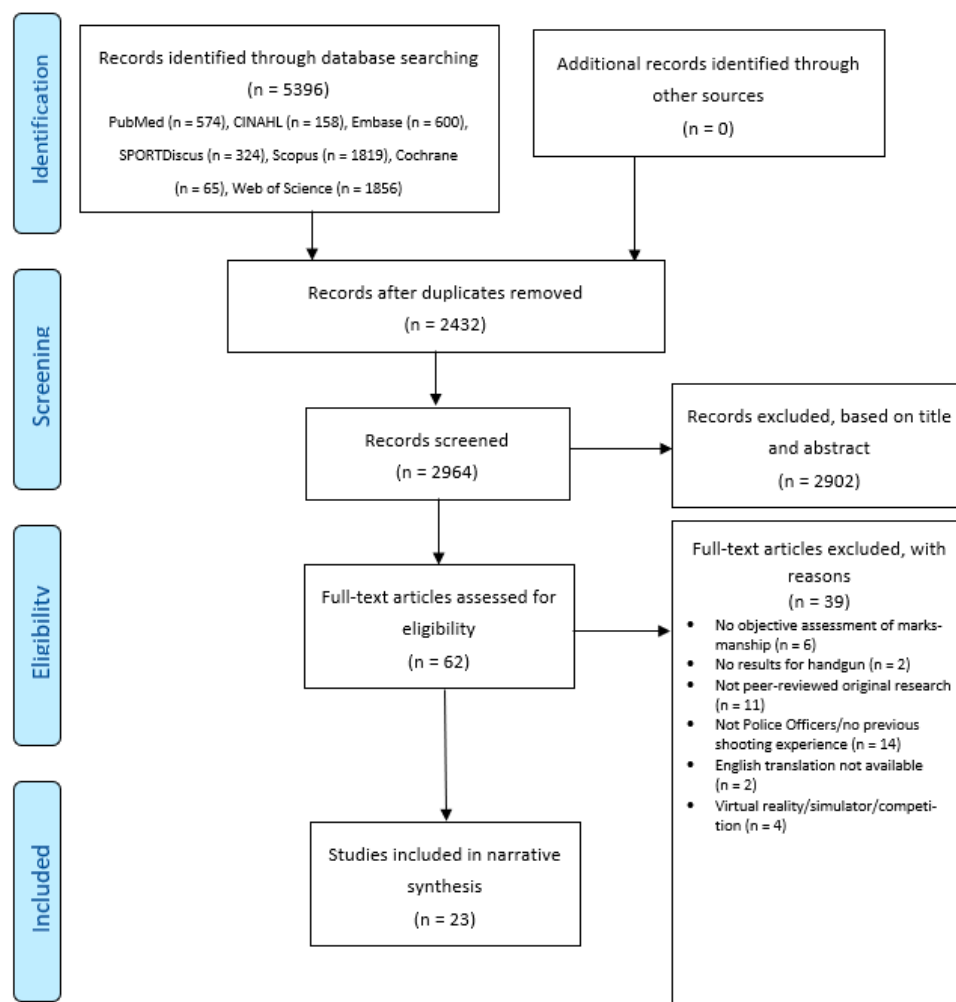 Identification
Records identified through database searching
(n = 5396)
PubMed (n = 574), CINAHL (n = 158), Embase (n = 600),
SPORTDiscus (n = 324), Scopus (n = 1819), Cochrane
(n = 65), Web of Science (n = 1856)
Additional records identified through
other sources
(n = 0)
Screening
Records after duplicates removed
(n = 2432)
Records screened
(n = 2964)
Records excluded, based on title
and abstract
(n = 2902)
Eligibility
Full-text articles assessed for
eligibility
(n = 62)
Full-text articles excluded, with
reasons
(n = 39)
• No objective assessment of marks-
manship (n = 6)
• No results for handgun (n = 2)
• Not peer-reviewed original research
(n = 11)
• Not Police Officers/no previous
shooting experience (n = 14)
• English translation not available
(n = 2)
• Virtual reality/simulator/competi-
tion (n = 4)
Included
Studies included in narrative
synthesis
(n = 23)